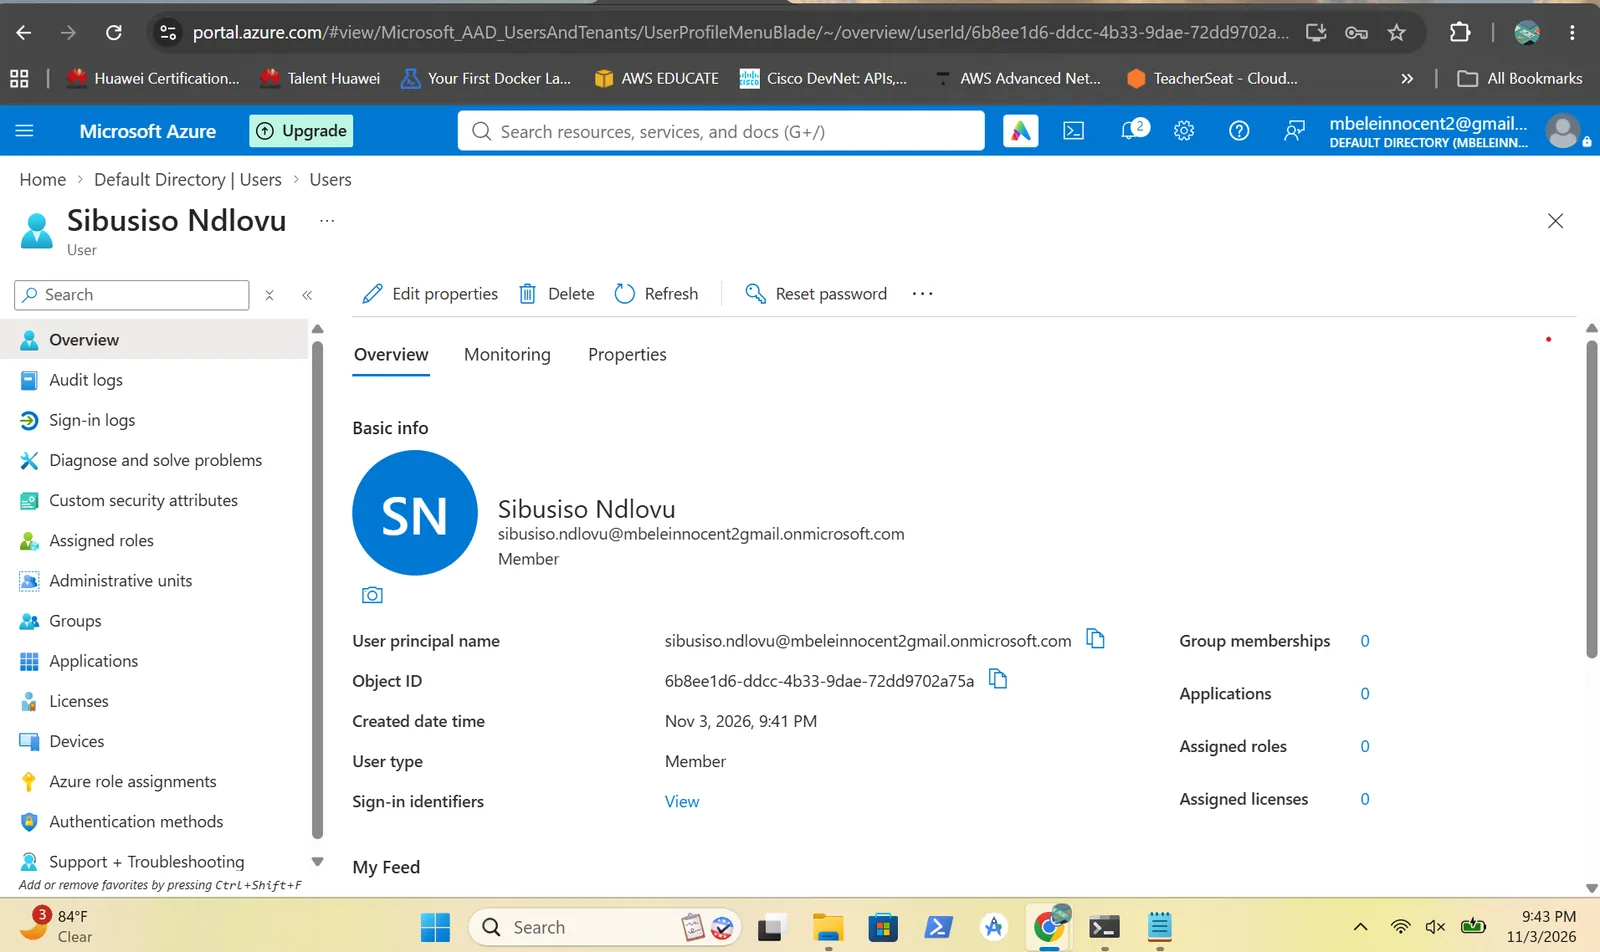 portal.azure.com/#view/Microsoft_AAD_UsersAndTenants/UserProfileMenuBlade/~/overview/userId/6b8ee1d6-ddcc-4b33-9dae-72dd9702a...
Huawei Certification... Talent Huawei Your First Docker La... AWS EDUCATE Cisco DevNet: APIs,... AWS Advanced Net... TeacherSeat - Cloud... » All Bookmarks
Microsoft Azure Upgrade Search resources, services, and docs (G+/) 2 mbeleinnocent2@gmail...
DEFAULT DIRECTORY (MBELEINN...
Home > Default Directory | Users > Users
Sibusiso Ndlovu ...
User
Search
Edit properties Delete Refresh Reset password ...
Overview
Audit logs
Sign-in logs
Diagnose and solve problems
Custom security attributes
Assigned roles
Administrative units
Groups
Applications
Licenses
Devices
Azure role assignments
Authentication methods
Support + Troubleshooting
Add or remove favorites by pressing Ctrl+Shift+F
Overview Monitoring Properties
Basic info
SN
Sibusiso Ndlovu
sibusiso.ndlovu@mbeleinnocent2gmail.onmicrosoft.com
Member
User principal name sibusiso.ndlovu@mbeleinnocent2gmail.onmicrosoft.com
Object ID 6b8ee1d6-ddcc-4b33-9dae-72dd9702a75a
Created date time Nov 3, 2026, 9:41 PM
User type Member
Sign-in identifiers View
Group memberships 0
Applications 0
Assigned roles 0
Assigned licenses 0
My Feed
3 84°F
Clear
Search
9:43 PM
11/3/2026